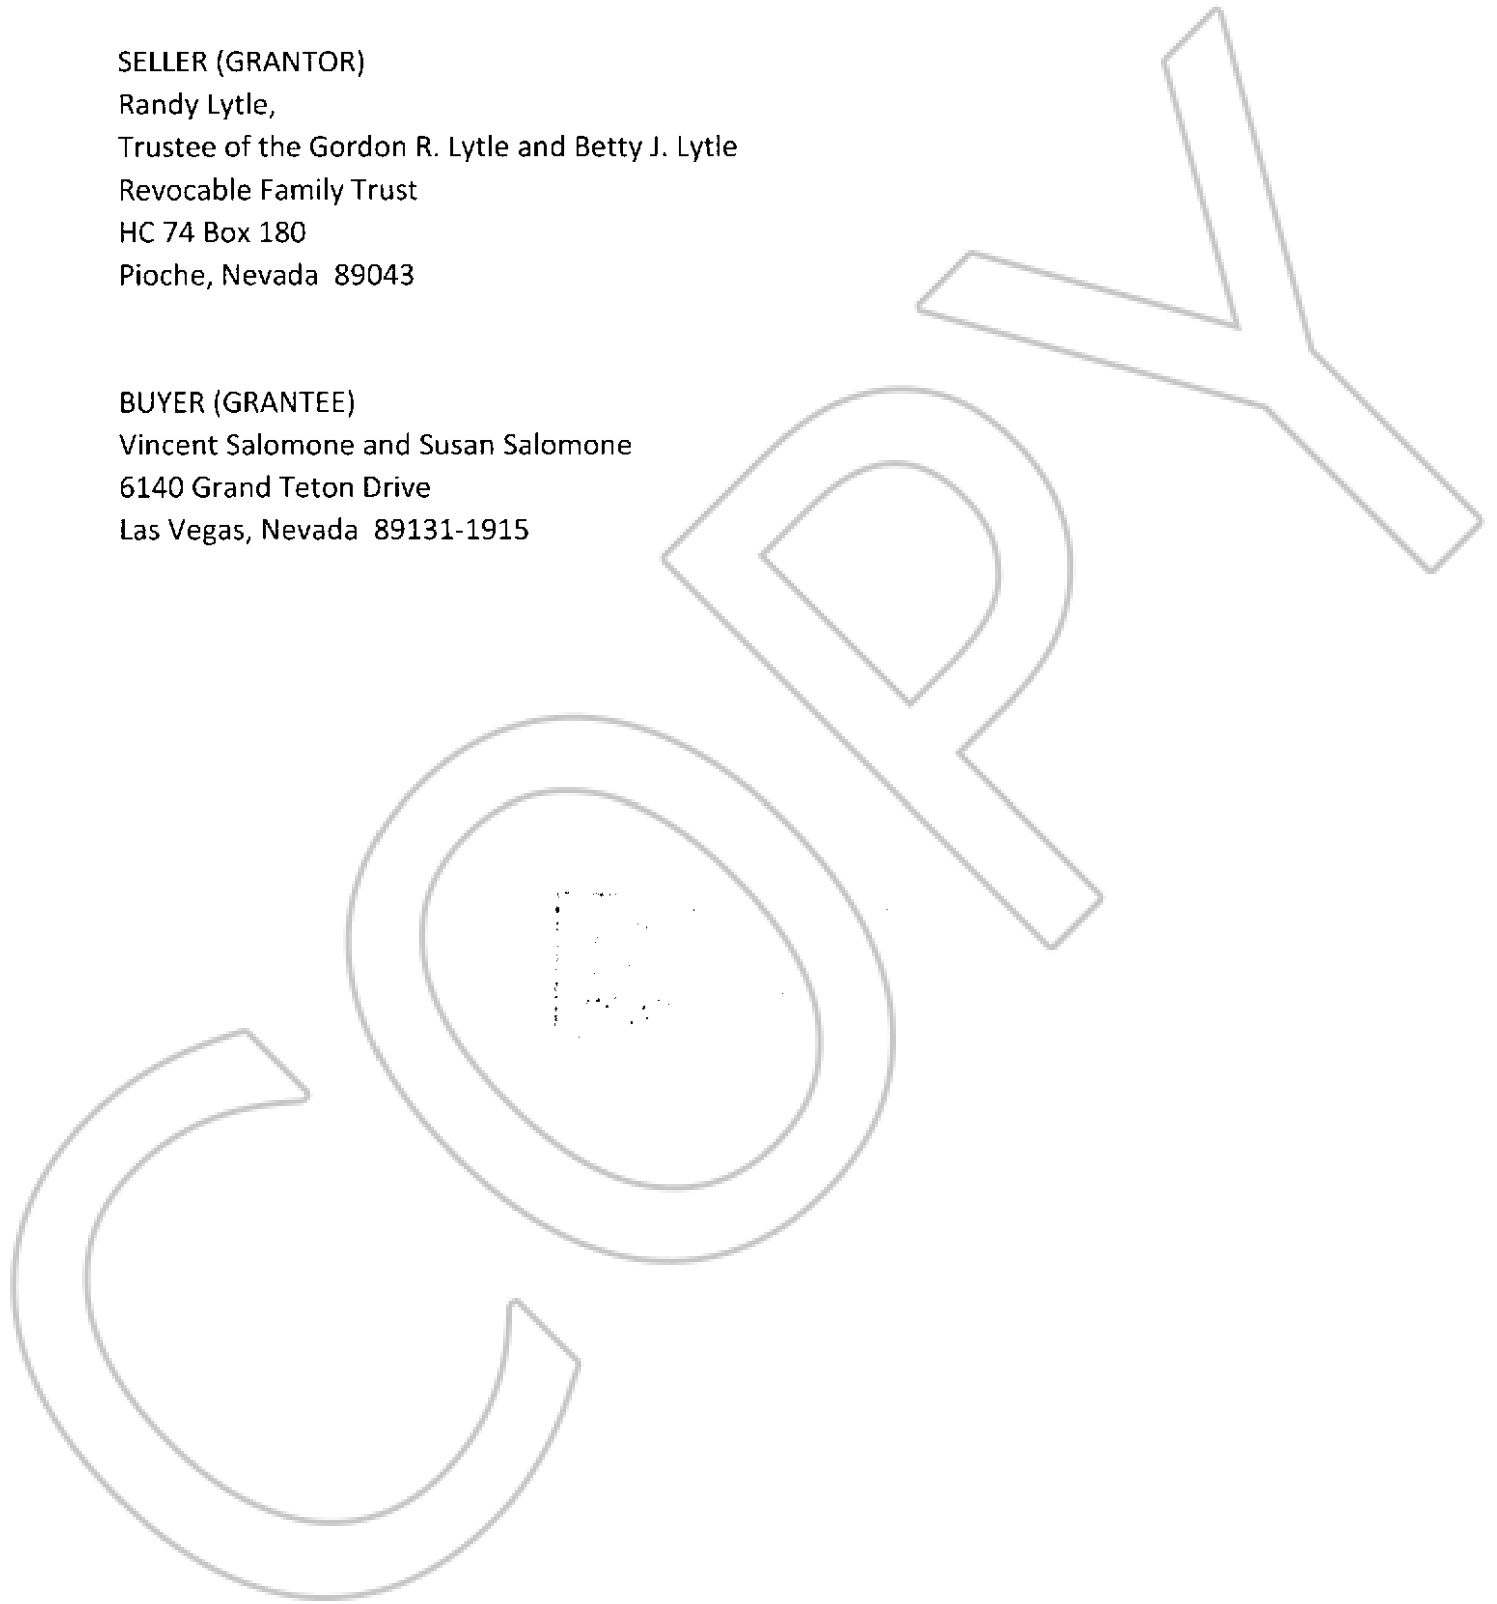 SELLER (GRANTOR)
Randy Lytle,
Trustee of the Gordon R. Lytle and Betty J. Lytle
Revocable Family Trust
HC 74 Box 180
Pioche, Nevada  89043
BUYER (GRANTEE)
Vincent Salomone and Susan Salomone
6140 Grand Teton Drive
Las Vegas, Nevada  89131-1915
COPY